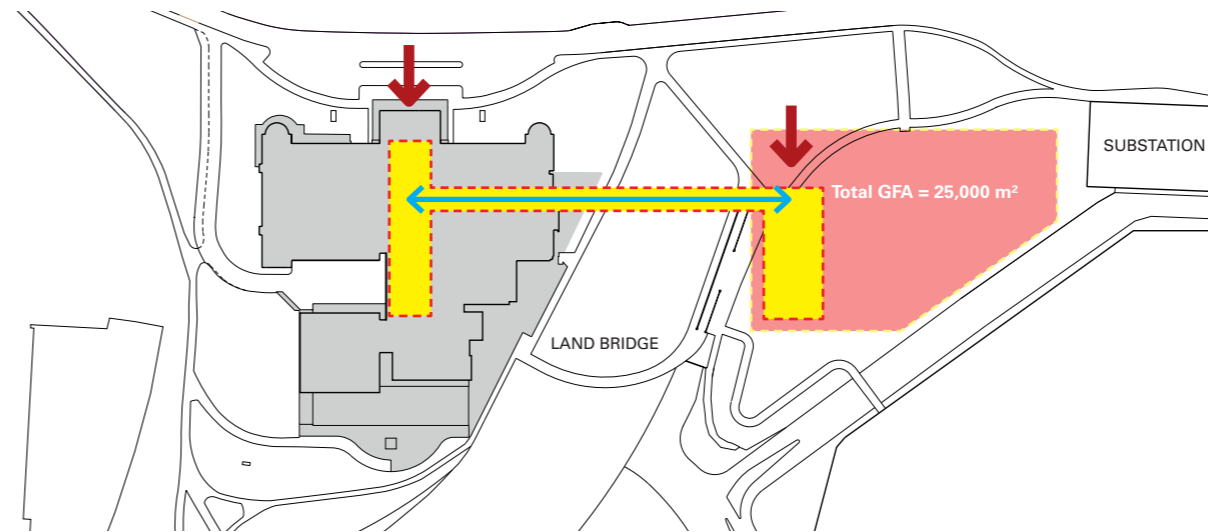 SUBSTATION
Total GFA = 25,000 m²
LAND BRIDGE